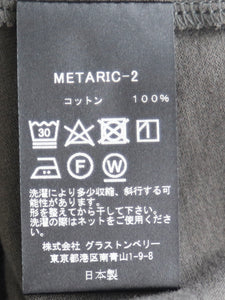 METARIC-2
コットン 100%
30
P F W
洗濯により多少収縮、斜行する可
能性があります。
形を整えてから干して下さい。
洗濯の際はネットをご使用くださ
い。
株式会社 グラストンベリー
東京都港区南青山1-9-8
日本製